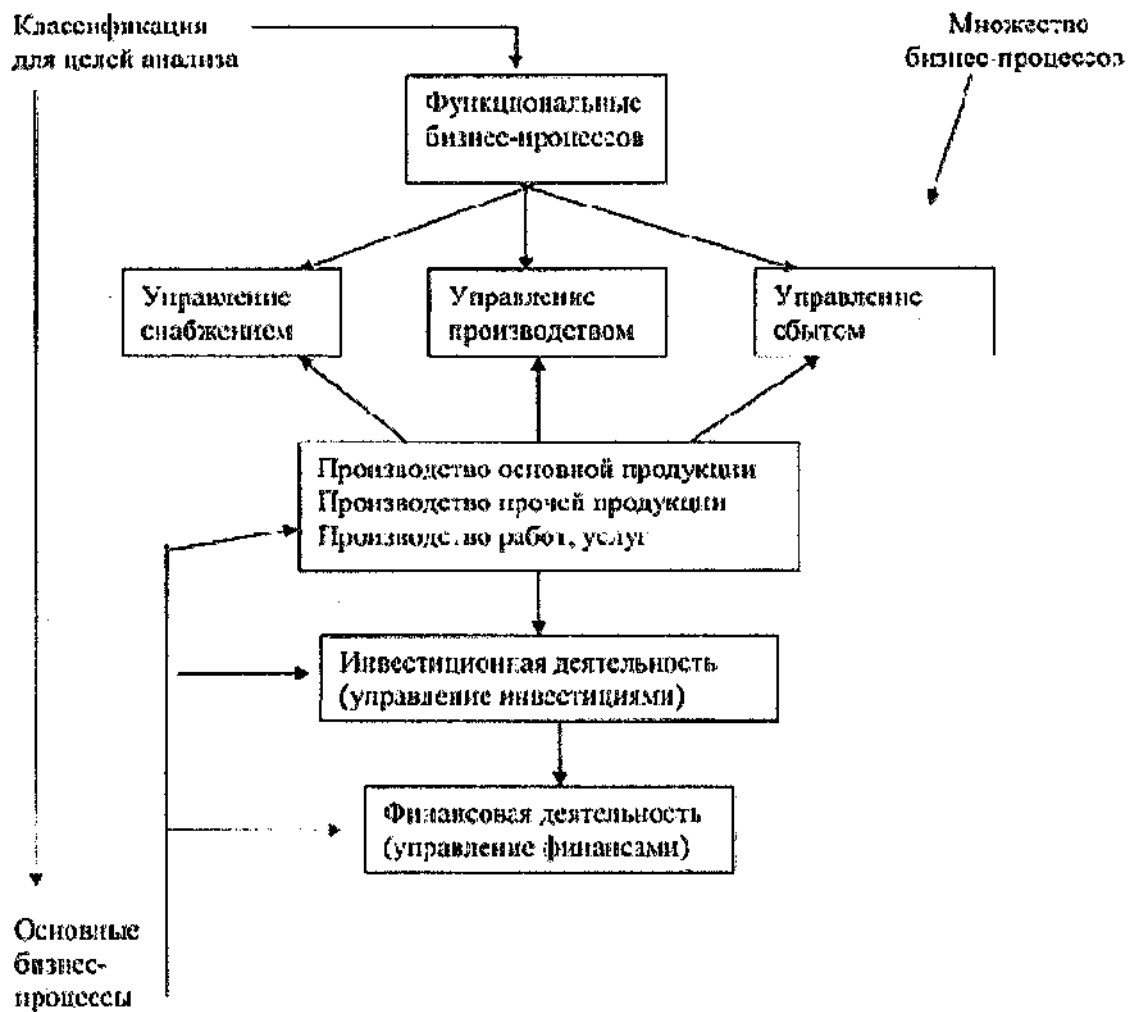 Классификация
для целей анализа
Множество
бизнес-процессов
Функциональные
бизнес-процессов
Управление
снабжением
Управление
производством
Управление
сбытом
Производство основной продукции
Производство прочей продукции
Производство работ, услуг
Инвестиционная деятельность
(управление инвестициями)
Финансовая деятельность
(управление финансами)
Основные
бизнес-
процессы